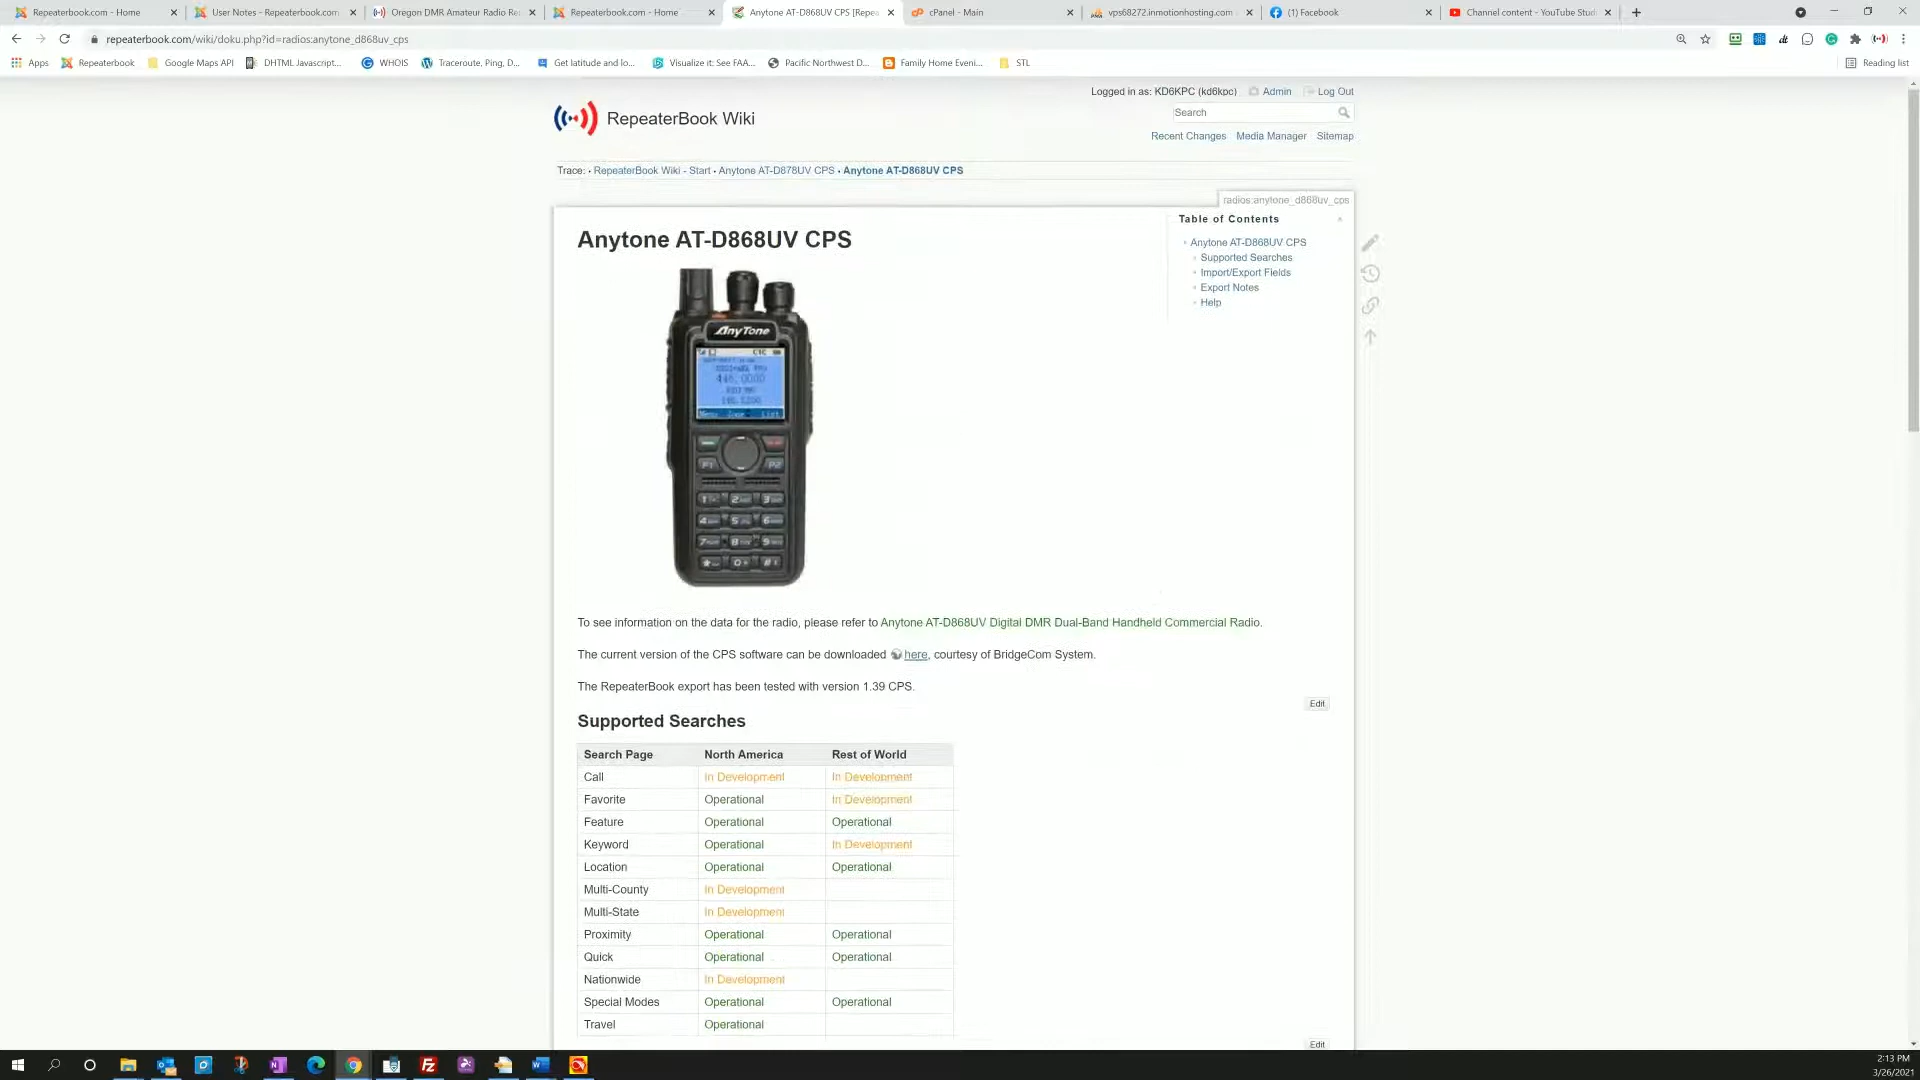 Repeaterbook.com - Home
User Notes - Repeaterbook.com
Oregon DMR Amateur Radio Re
Repeaterbook.com - Home
Anytone AT-D868UV CPS [Repea
cPanel - Main
vps68272.inmotionhosting.com
(1) Facebook
Channel content - YouTube Studi
repeaterbook.com/wiki/doku.php?id=radios:anytone_d868uv_cps
Apps
Repeaterbook
Google Maps API
DHTML Javascript...
WHOIS
Traceroute, Ping, D...
Get latitude and lo...
Visualize it: See FAA...
Pacific Northwest D...
Family Home Eveni...
STL
Reading list
Logged in as: KD6KPC (kd6kpc) Admin Log Out
RepeaterBook Wiki
Search
Recent Changes Media Manager Sitemap
Trace: • RepeaterBook Wiki - Start • Anytone AT-D878UV CPS • Anytone AT-D868UV CPS
radios:anytone_d868uv_cps
Table of Contents
Anytone AT-D868UV CPS
Supported Searches
Import/Export Fields
Export Notes
Help
Anytone AT-D868UV CPS
AnyTone
To see information on the data for the radio, please refer to Anytone AT-D868UV Digital DMR Dual-Band Handheld Commercial Radio.
The current version of the CPS software can be downloaded here, courtesy of BridgeCom System.
The RepeaterBook export has been tested with version 1.39 CPS.
Edit
Supported Searches
Search Page North America Rest of World
Call In Development In Development
Favorite Operational In Development
Feature Operational Operational
Keyword Operational In Development
Location Operational Operational
Multi-County In Development
Multi-State In Development
Proximity Operational Operational
Quick Operational Operational
Nationwide In Development
Special Modes Operational Operational
Travel Operational
Edit
2:13 PM
3/26/2021